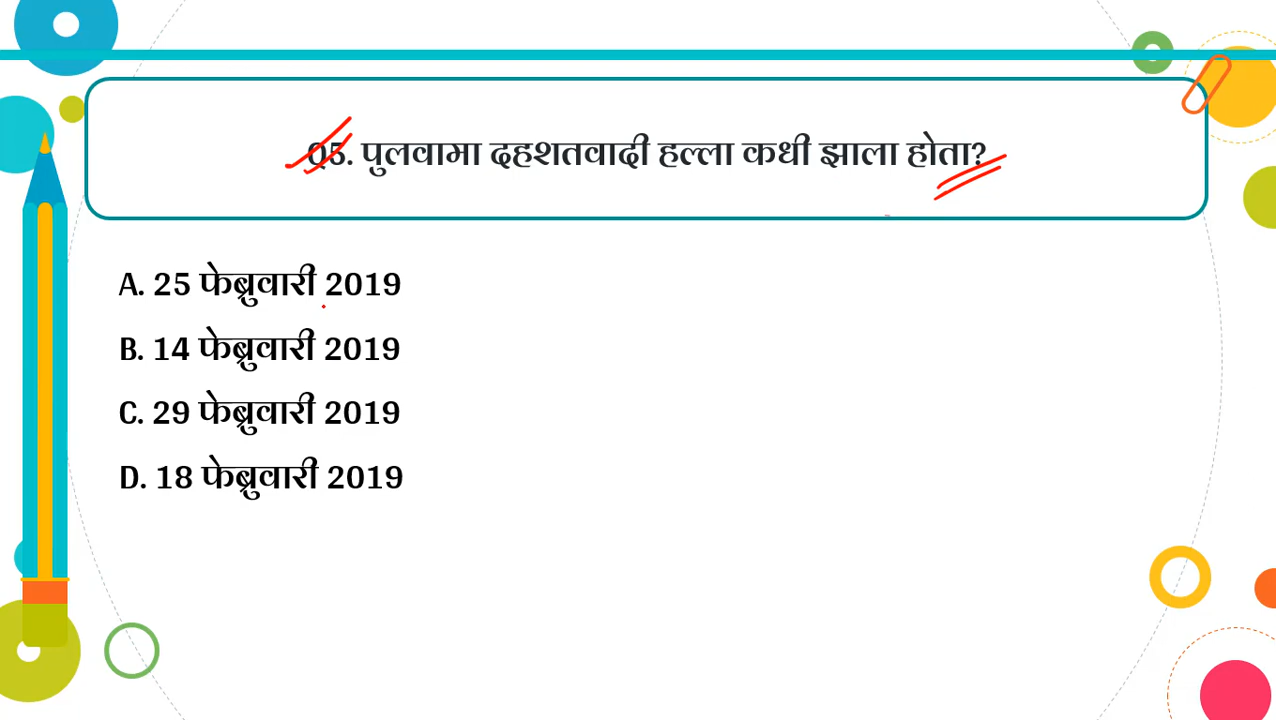 Q5. पुलवामा दहशतवादी हल्ला कधी झाला होता?
A. 25 फेब्रुवारी 2019
B. 14 फेब्रुवारी 2019
C. 29 फेब्रुवारी 2019
D. 18 फेब्रुवारी 2019